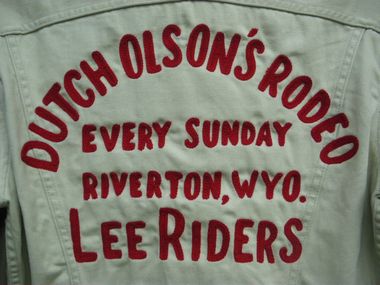 DUTCH OLSON'S RODEO
EVERY SUNDAY
RIVERTON, WYO.
LEE RIDERS